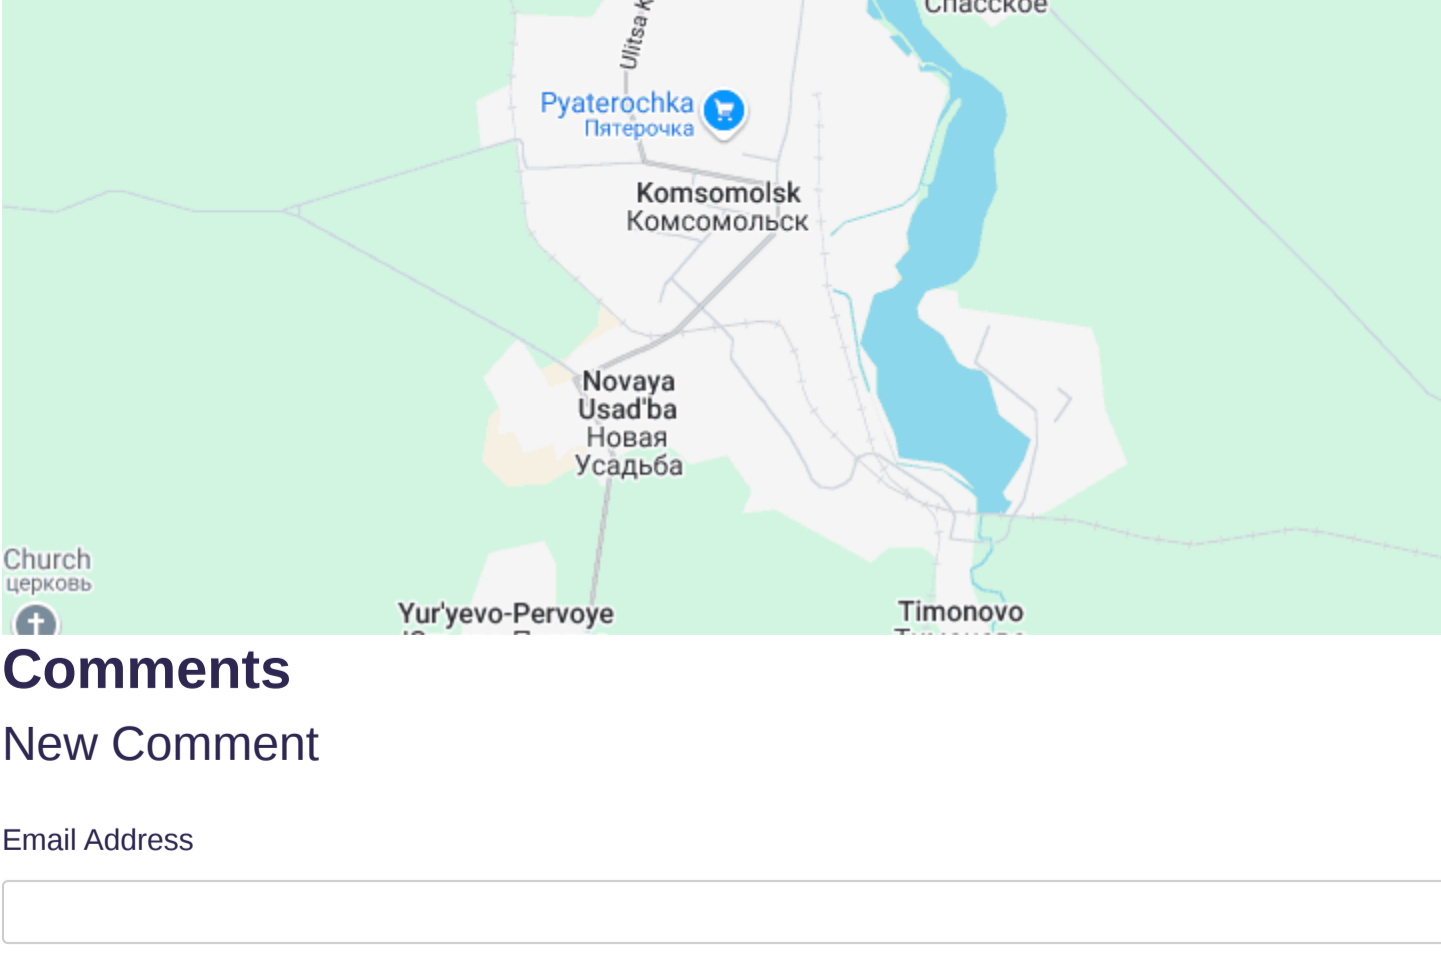 Спасское
Ulitsa K
Pyaterochka
Пятерочка
Komsomolsk
Комсомольск
Novaya
Usad'ba
Новая
Усадьба
Church
церковь
Yur'yevo-Pervoye
Timonovo
Comments
New Comment
Email Address